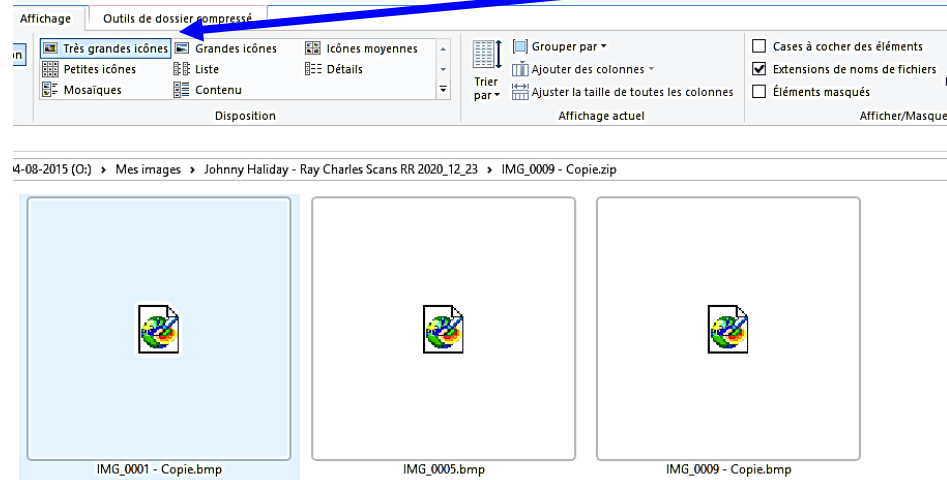 Affichage Outils de dossier compressé
Très grandes icônes Grandes icônes Icônes moyennes
Petites icônes Liste Détails
Mosaïques Contenu
Disposition
Trier
par
Grouper par
Ajouter des colonnes
Ajuster la taille de toutes les colonnes
Affichage actuel
Cases à cocher des éléments
Extensions de noms de fichiers
Éléments masqués
Afficher/Masque
4-08-2015 (O:) > Mes images > Johnny Haliday - Ray Charles Scans RR 2020_12_23 > IMG_0009 - Copie.zip
IMG_0001 - Copie.bmp IMG_0005.bmp IMG_0009 - Copie.bmp